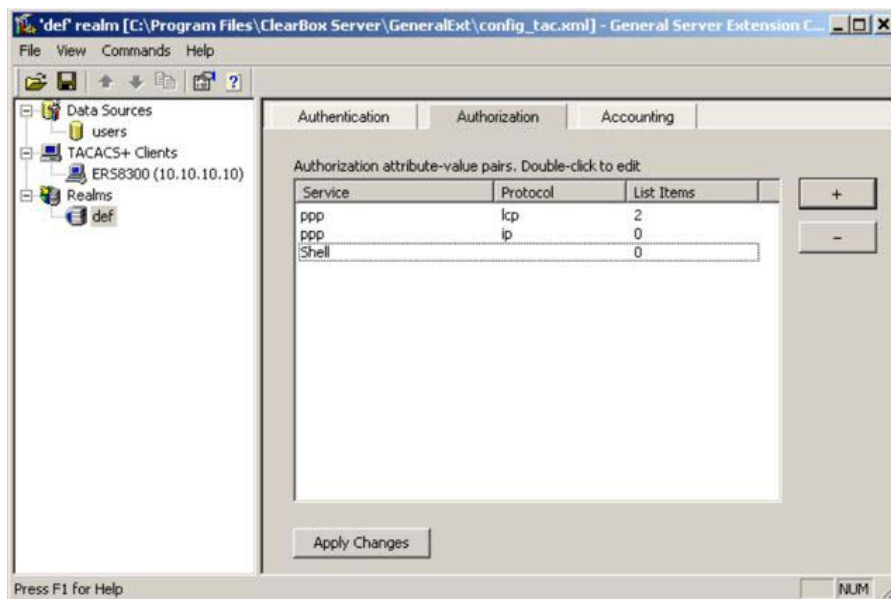 'def' realm [C:\Program Files\ClearBox Server\GeneralExt\config_tac.xml] - General Server Extension C...
File View Commands Help
Data Sources
users
TACACS+ Clients
ERS8300 (10.10.10.10)
Realms
def
Authentication Authorization Accounting
Authorization attribute-value pairs. Double-click to edit
Service Protocol List Items
ppp lcp 2
ppp ip 0
Shell 0
+
-
Apply Changes
Press F1 for Help NUM